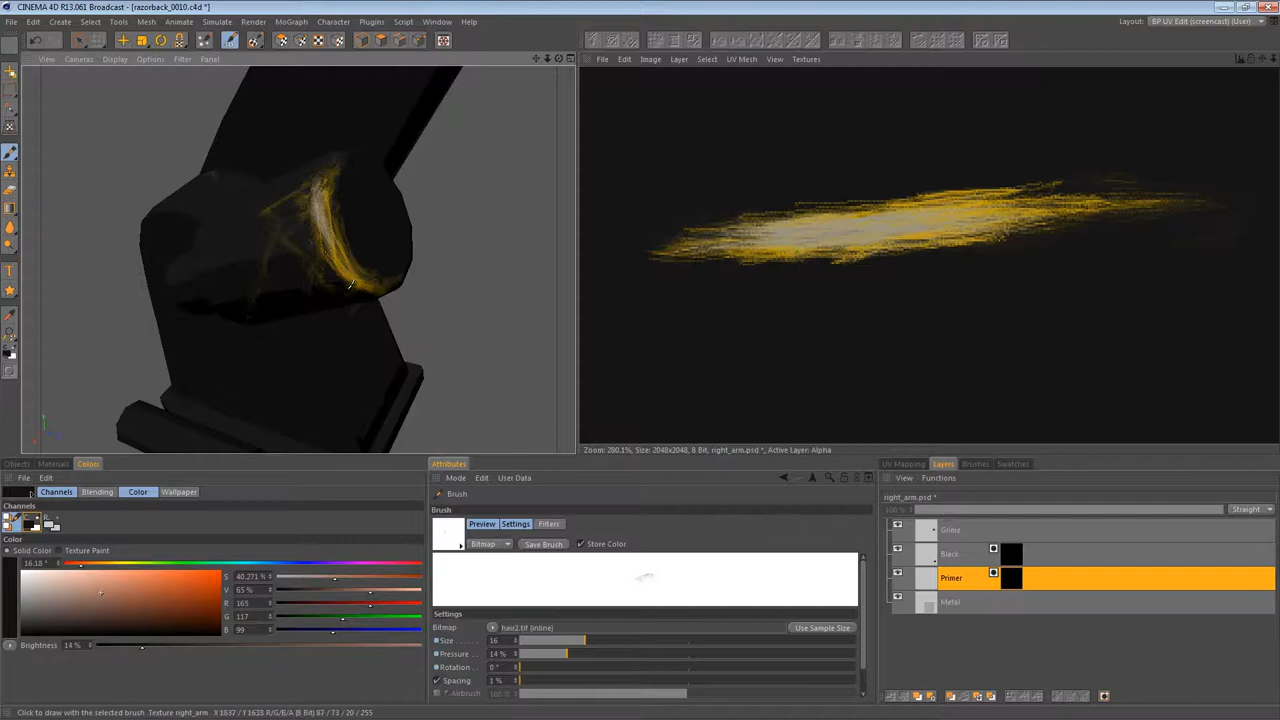 CINEMA 4D R13.061 Broadcast - [razorback_0010.c4d *]
File Edit Create Select Tools Mesh Animate Simulate Render MoGraph Character Plugins Script Window Help
Layout: BP UV Edit (screencast) (User)
View Cameras Display Options Filter Panel
File Edit Image Layer Select UV Mesh View Textures
Zoom: 280.1%, Size: 2048x2048, 8 Bit, right_arm.psd *, Active Layer: Alpha
Objects Materials Colors
File Edit
Channels Blending Color Wallpaper
Channels
C... R.
Color
Solid Color Texture Paint
16.18 °
S 40.271 %
V 65 %
R 165
G 117
B 99
Brightness 14 %
Attributes
Mode Edit User Data
Brush
Brush
Preview Settings Filters
Bitmap Save Brush Store Color
Settings
Bitmap hair2.tif (inline) Use Sample Size
Size 16
Pressure 14 %
Rotation 0 °
Spacing 1 %
Airbrush 100 %
UV Mapping Layers Brushes Swatches
View Functions
right_arm.psd *
100 % Straight
Grime
Black
Primer
Metal
Click to draw with the selected brush Texture right_arm X 1837 / Y 1633 R/G/B/A (8 Bit) 87 / 73 / 20 / 255